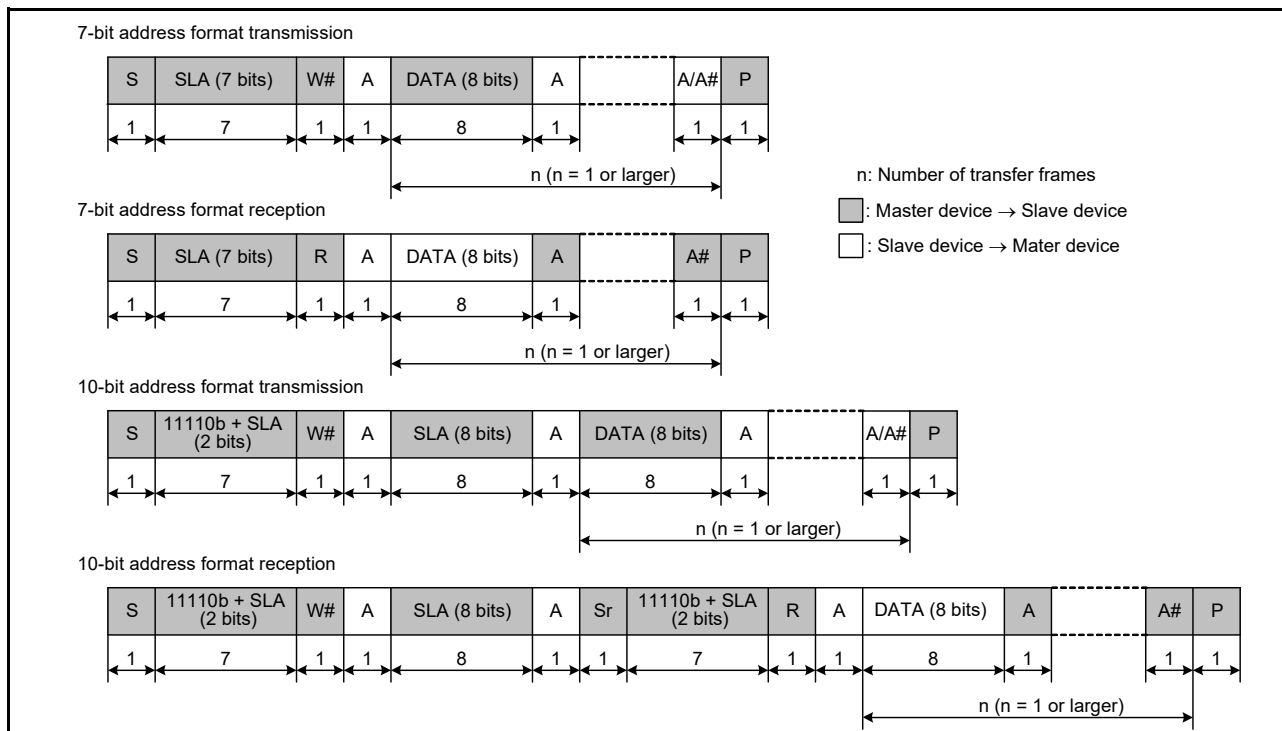 7-bit address format transmission
S SLA (7 bits) W# A DATA (8 bits) A A/A# P
1 7 1 1 8 1 1 1
n (n = 1 or larger)
n: Number of transfer frames
: Master device → Slave device
: Slave device → Mater device
7-bit address format reception
S SLA (7 bits) R A DATA (8 bits) A A# P
1 7 1 1 8 1 1 1
n (n = 1 or larger)
10-bit address format transmission
S 11110b + SLA (2 bits) W# A SLA (8 bits) A DATA (8 bits) A A/A# P
1 7 1 1 8 1 8 1 1 1
n (n = 1 or larger)
10-bit address format reception
S 11110b + SLA (2 bits) W# A SLA (8 bits) A Sr 11110b + SLA (2 bits) R A DATA (8 bits) A A# P
1 7 1 1 8 1 1 7 1 1 8 1 1 1
n (n = 1 or larger)